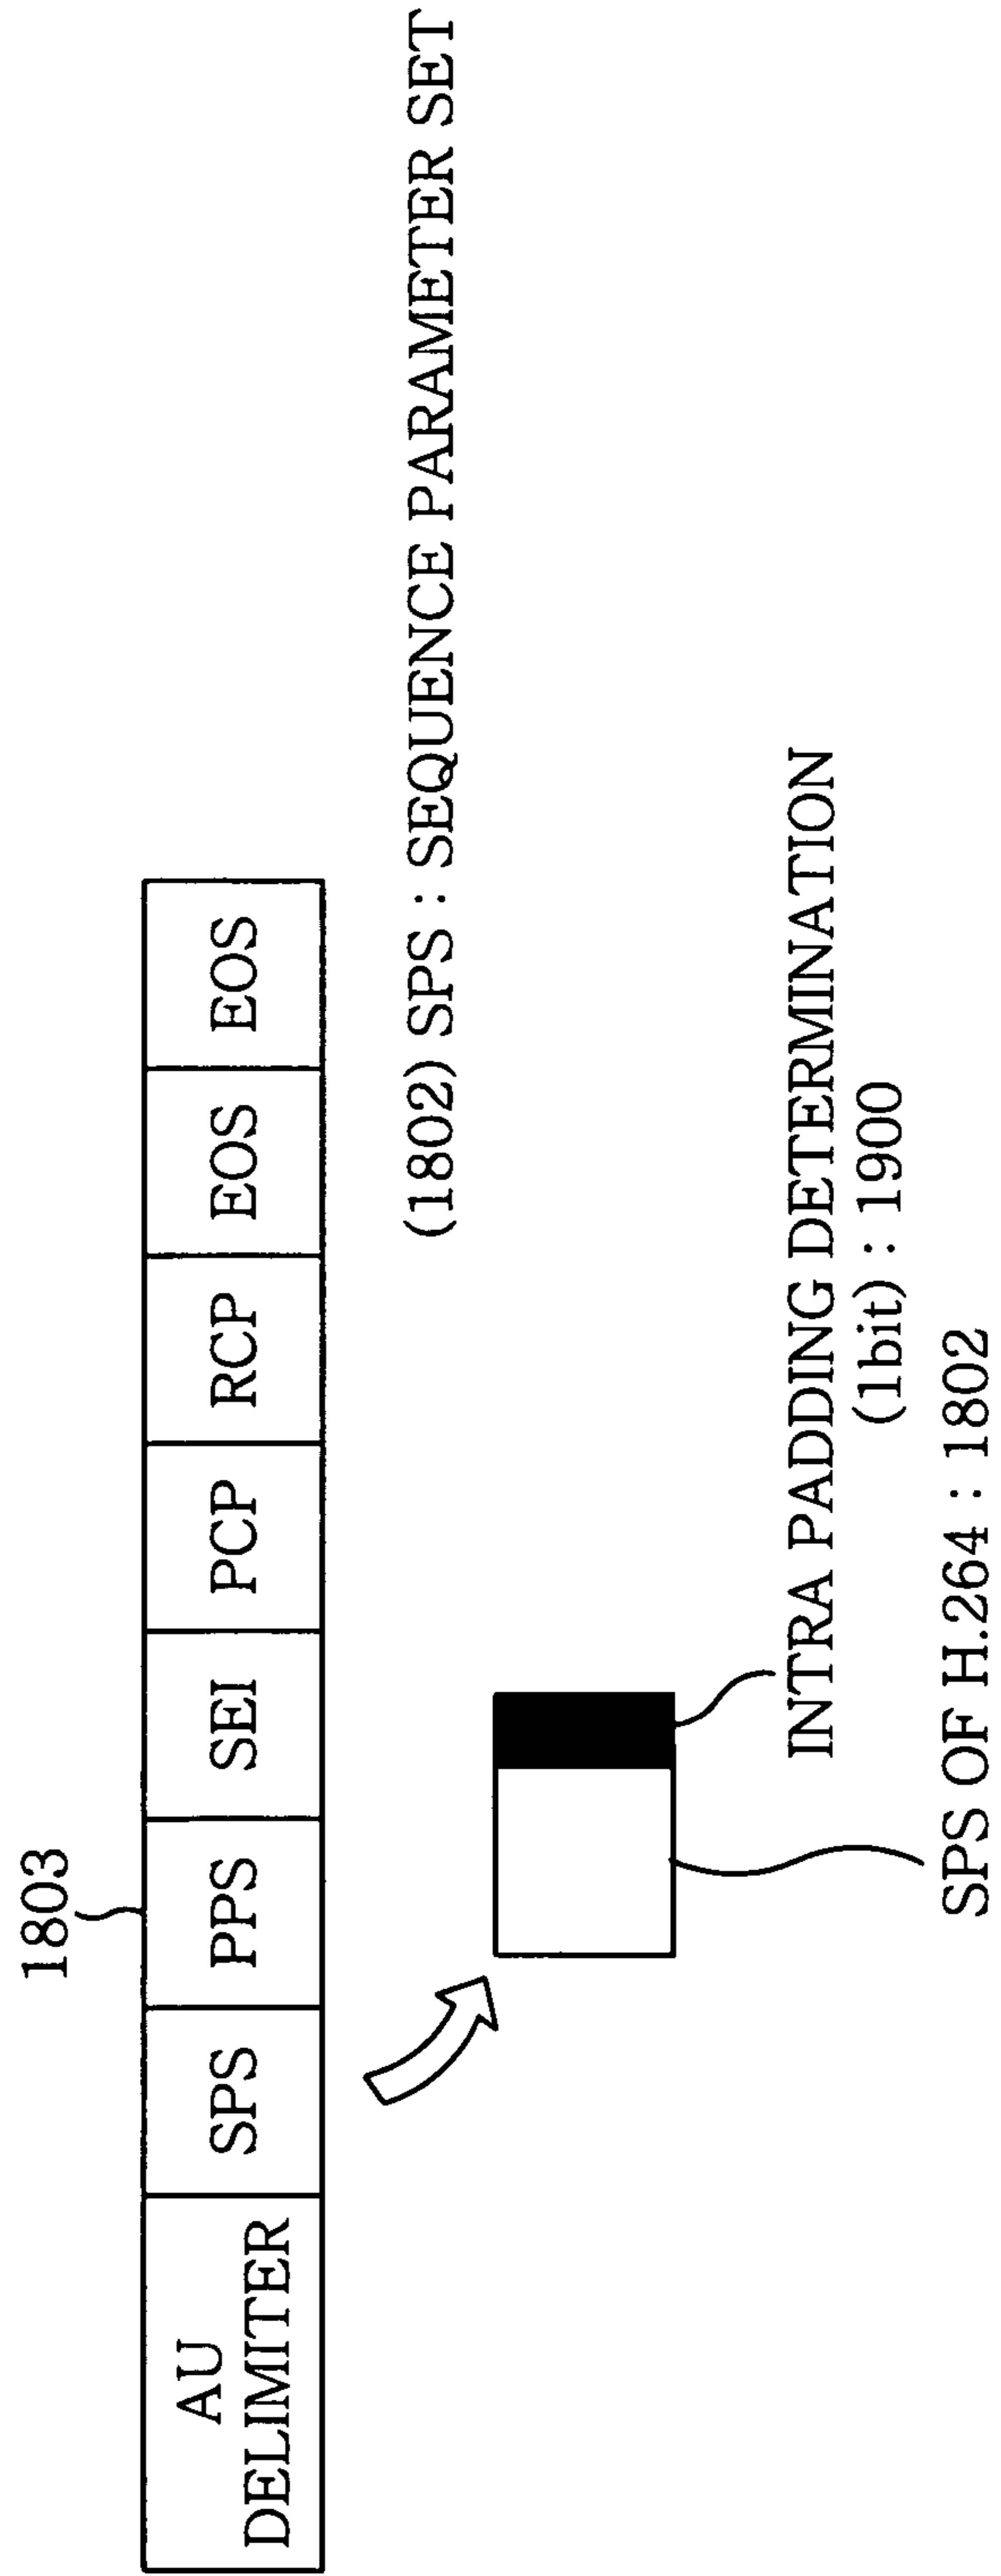 1803
AU
DELIMITER
SPS
PPS
SEI
PCP
RCP
EOS
EOS
(1802) SPS : SEQUENCE PARAMETER SET
INTRA PADDING DETERMINATION
(1bit) : 1900
SPS OF H.264 : 1802